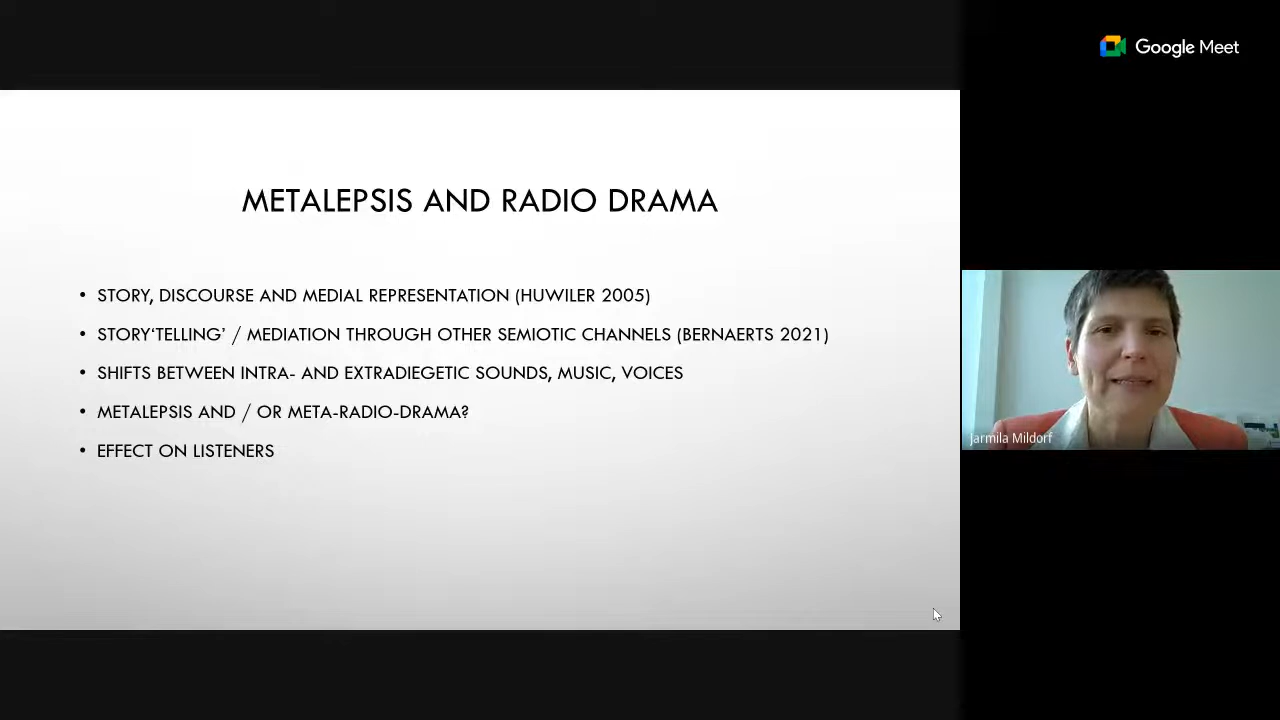 Google Meet
METALEPSIS AND RADIO DRAMA
• STORY, DISCOURSE AND MEDIAL REPRESENTATION (HUWILER 2005)
• STORY‘TELLING’ / MEDIATION THROUGH OTHER SEMIOTIC CHANNELS (BERNAERTS 2021)
• SHIFTS BETWEEN INTRA- AND EXTRADIEGETIC SOUNDS, MUSIC, VOICES
• METALEPSIS AND / OR META-RADIO-DRAMA?
• EFFECT ON LISTENERS
Jarmila Mildorf